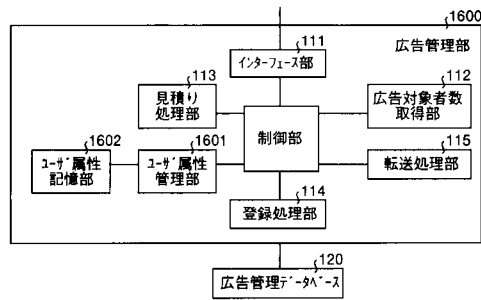 1600
広告管理部
111
インターフェース部
113
見積り
処理部
112
広告対象者数
取得部
制御部
1602
ユーザ属性
記憶部
1601
ユーザ属性
管理部
115
転送処理部
114
登録処理部
120
広告管理データベース